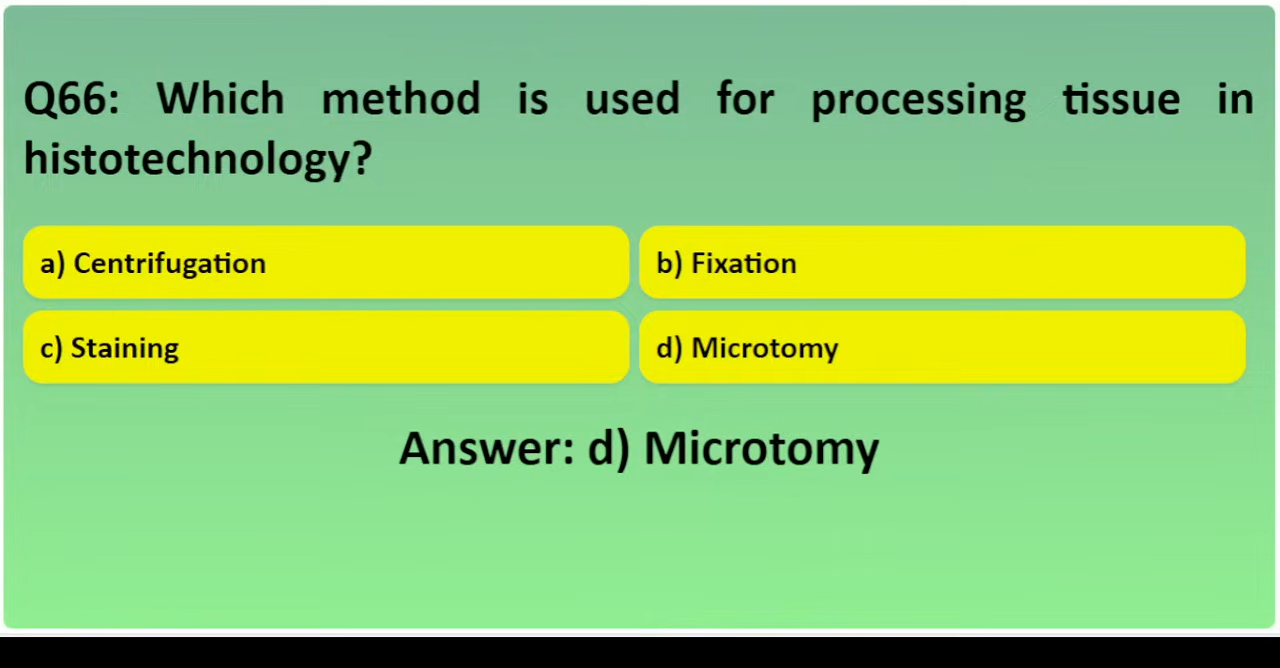 Q66: Which method is used for processing tissue in
histotechnology?
a) Centrifugation
b) Fixation
c) Staining
d) Microtomy
Answer: d) Microtomy